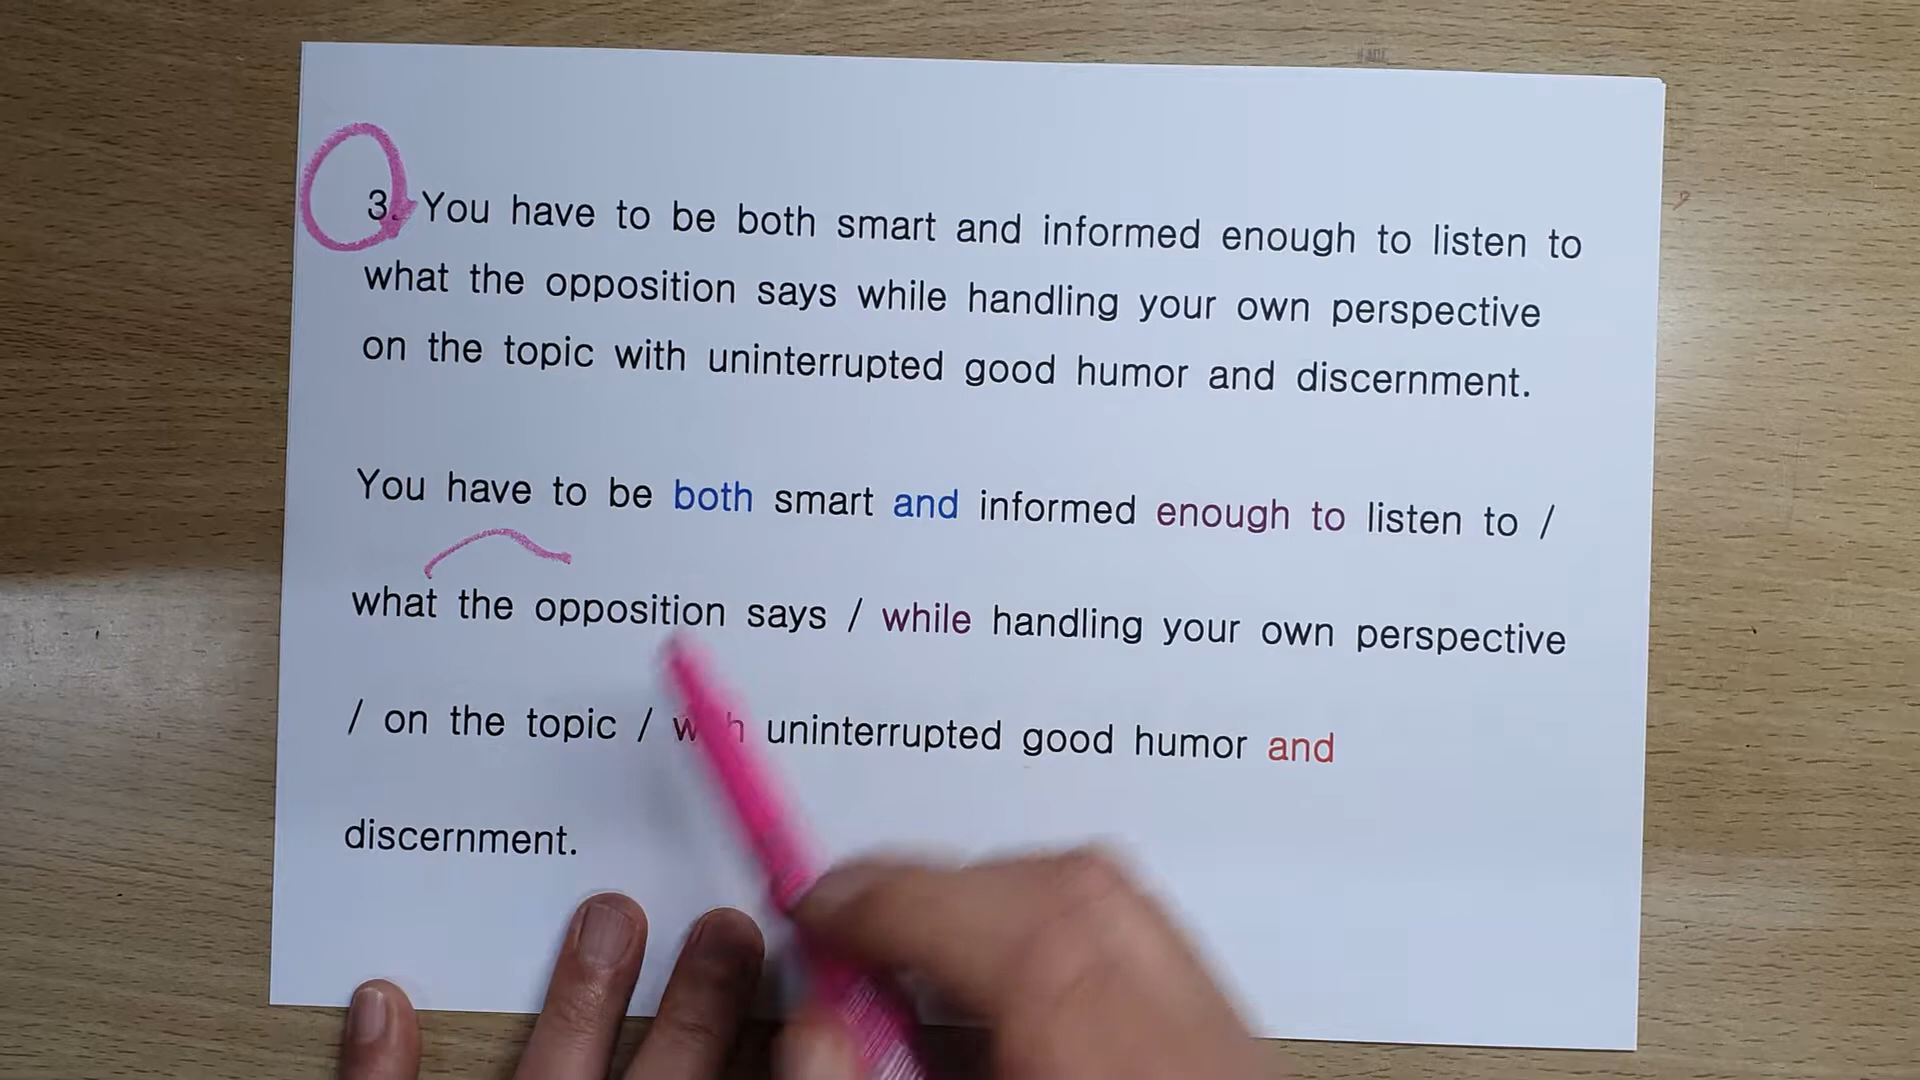 3. You have to be both smart and informed enough to listen to
what the opposition says while handling your own perspective
on the topic with uninterrupted good humor and discernment.
You have to be both smart and informed enough to listen to /
what the opposition says / while handling your own perspective
/ on the topic / with uninterrupted good humor and
discernment.